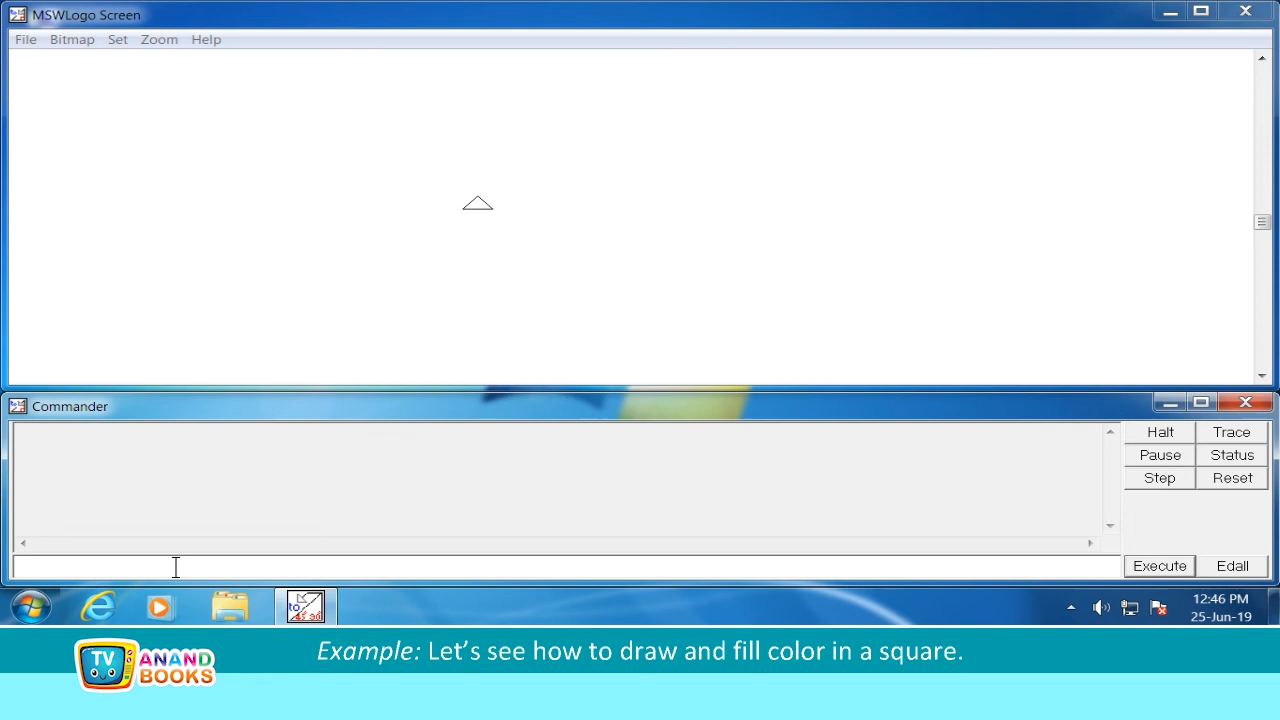 MSWLogo Screen
File Bitmap Set Zoom Help
Commander
Halt Trace
Pause Status
Step Reset
Execute Edall
to
12:46 PM
25-Jun-19
Example: Let's see how to draw and fill color in a square.
TV ANAND
BOOKS